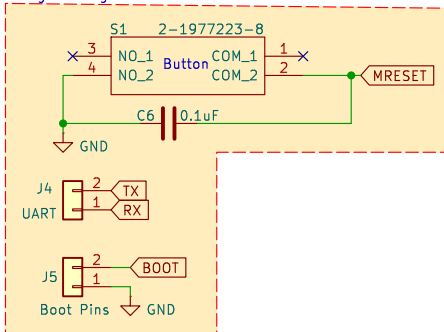 S1 2-1977223-8
3 NO_1 COM_1 1
4 NO_2 Button COM_2 2
MRESET
C6 0.1uF
GND
J4 2 TX
UART 1 RX
J5 2 BOOT
1
Boot Pins GND